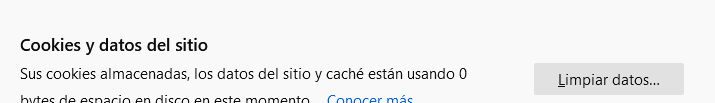 Cookies y datos del sitio
Sus cookies almacenadas, los datos del sitio y caché están usando 0
Limpiar datos...
bytes de espacio en disco en este momento. Conocer más